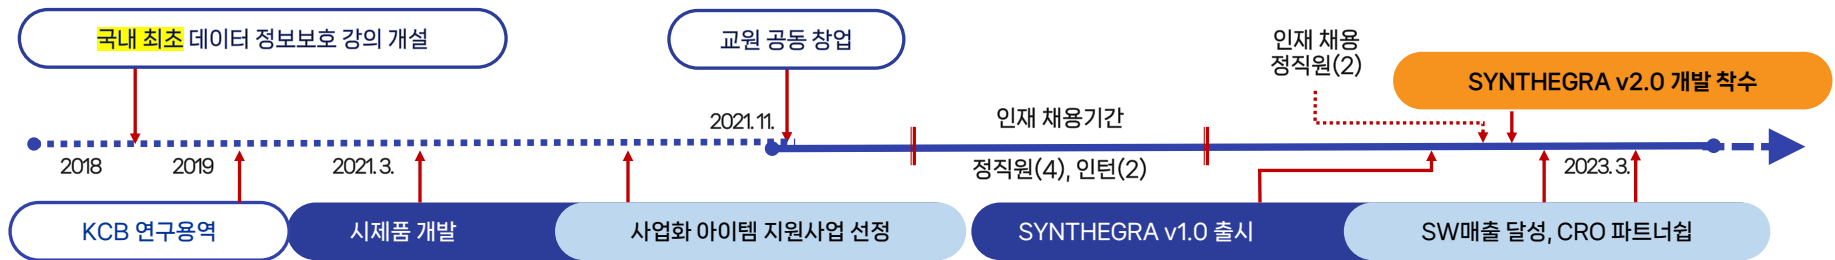 국내 최초 데이터 정보보호 강의 개설
교원 공동 창업
인재 채용
정직원(2)
SYNTHEGRA v2.0 개발 착수
2021. 11.
인재 채용기간
2018
2019
2021. 3.
정직원(4), 인턴(2)
2023. 3.
KCB 연구용역
시제품 개발
사업화 아이템 지원사업 선정
SYNTHEGRA v1.0 출시
SW매출 달성, CRO 파트너쉽